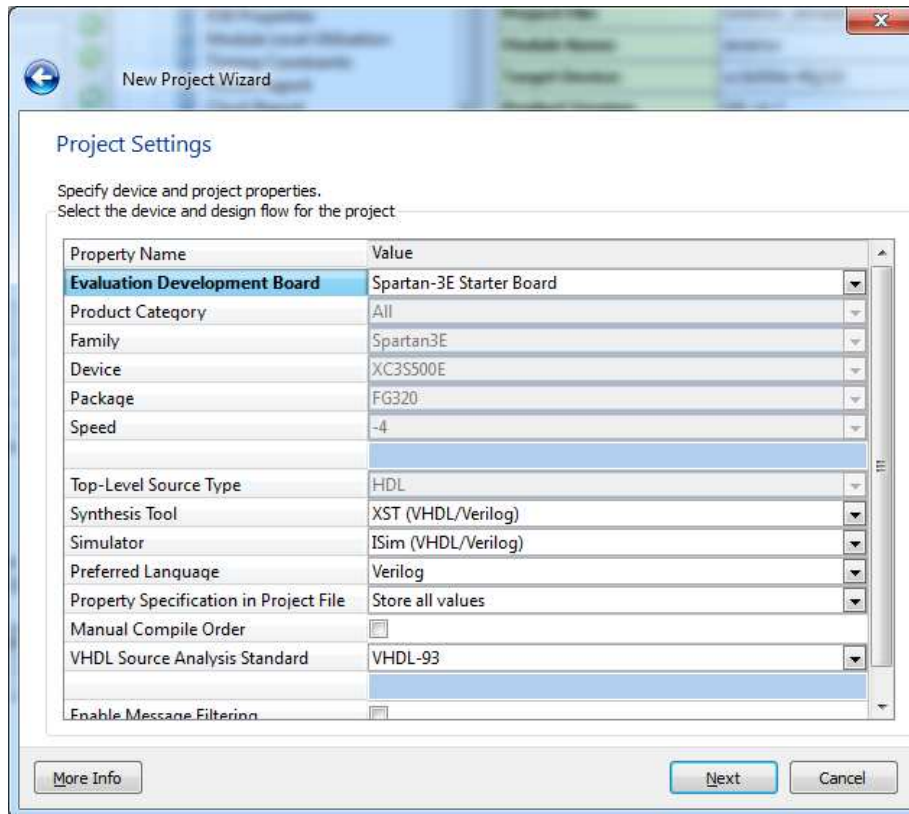 New Project Wizard
Project Settings
Specify device and project properties.
Select the device and design flow for the project
Property Name Value
Evaluation Development Board Spartan-3E Starter Board
Product Category All
Family Spartan3E
Device XC3S500E
Package FG320
Speed -4
Top-Level Source Type HDL
Synthesis Tool XST (VHDL/Verilog)
Simulator ISim (VHDL/Verilog)
Preferred Language Verilog
Property Specification in Project File Store all values
Manual Compile Order
VHDL Source Analysis Standard VHDL-93
Enable Message Filtering
More Info Next Cancel